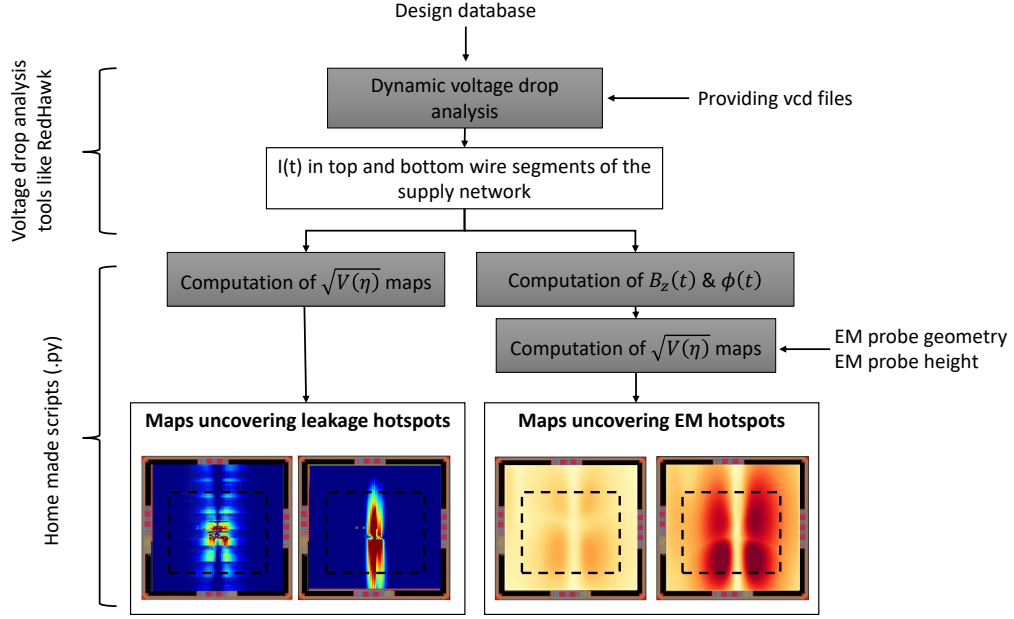 Design database
Voltage drop analysis
tools like RedHawk
Dynamic voltage drop
analysis
Providing vcd files
I(t) in top and bottom wire segments of the
supply network
Home made scripts (.py)
Computation of √V(η) maps
Computation of B_z(t) & ϕ(t)
Computation of √V(η) maps
EM probe geometry
EM probe height
Maps uncovering leakage hotspots
Maps uncovering EM hotspots